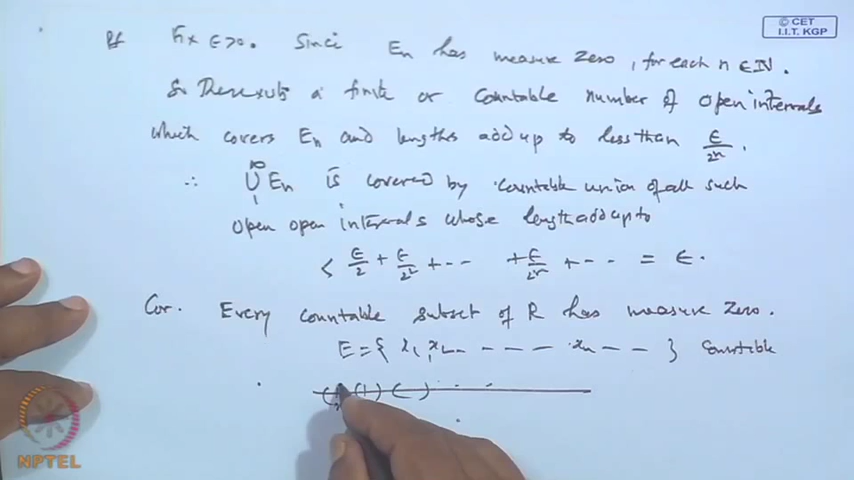 © CET
I.I.T. KGP
Pf Fix ε>0. Since En has measure zero, for each n ∈ IN.
So There exists a finite or countable number of open intervals
which covers En and lengths add up to less than ε/2ⁿ.
∴ ∞ ∪ 1 En is covered by countable union of all such
open open intervals whose length add up to
< ε/2 + ε/2² + -- + ε/2ⁿ + --- = ε.
Cor. Every countable subset of R has measure zero.
E = { x1, x2 -- - - - - xn - - - } countable
NPTEL